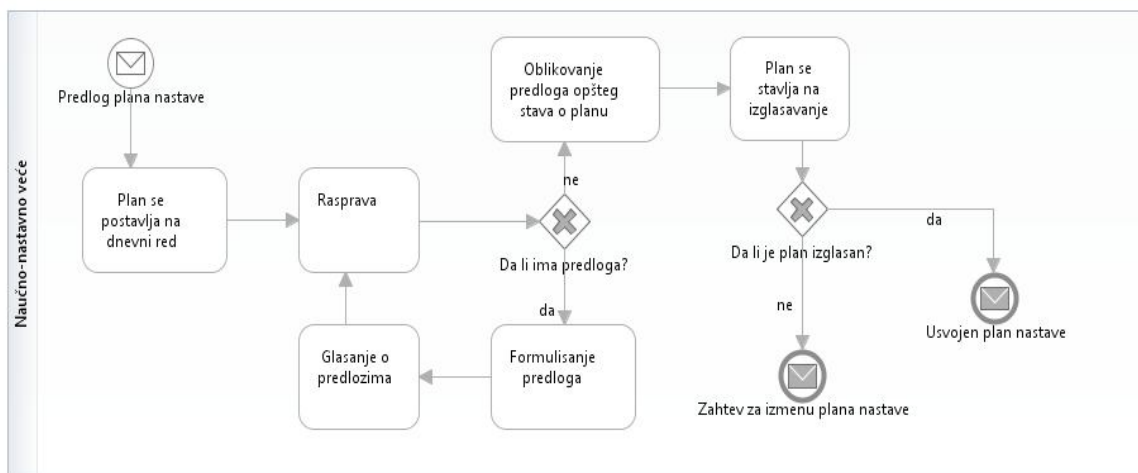 Naučno-nastavno veće
Predlog plana nastave
Plan se
postavlja na
dnevni red
Rasprava
Da li ima predloga?
ne
da
Oblikovanje
predloga opšteg
stava o planu
Formulisanje
predloga
Glasanje o
predlozima
Plan se
stavlja na
izglasavanje
Da li je plan izglasan?
da
ne
Usvojen plan nastave
Zahtev za izmenu plana nastave